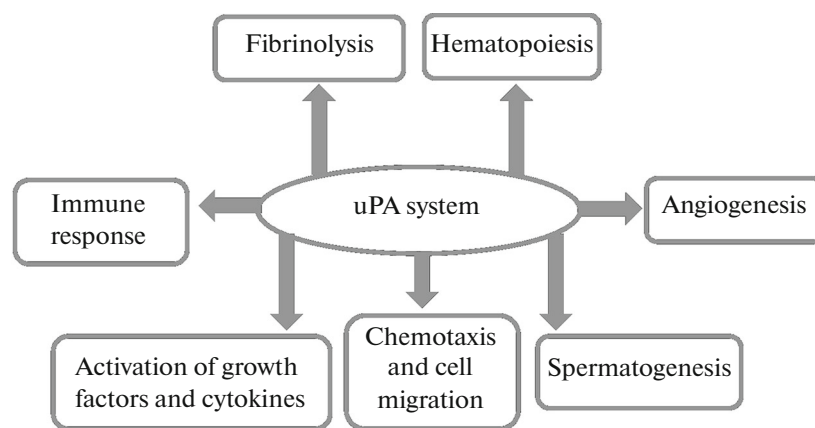 Fibrinolysis
Hematopoiesis
Immune
response
uPA system
Angiogenesis
Activation of growth
factors and cytokines
Chemotaxis
and cell
migration
Spermatogenesis